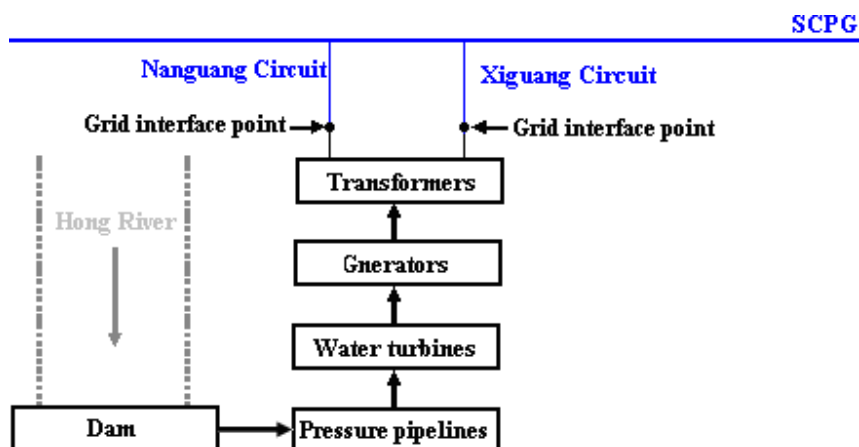 SCPG
Nanguang Circuit
Xiguang Circuit
Grid interface point
Grid interface point
Transformers
Hong River
Gnerators
Water turbines
Dam
Pressure pipelines